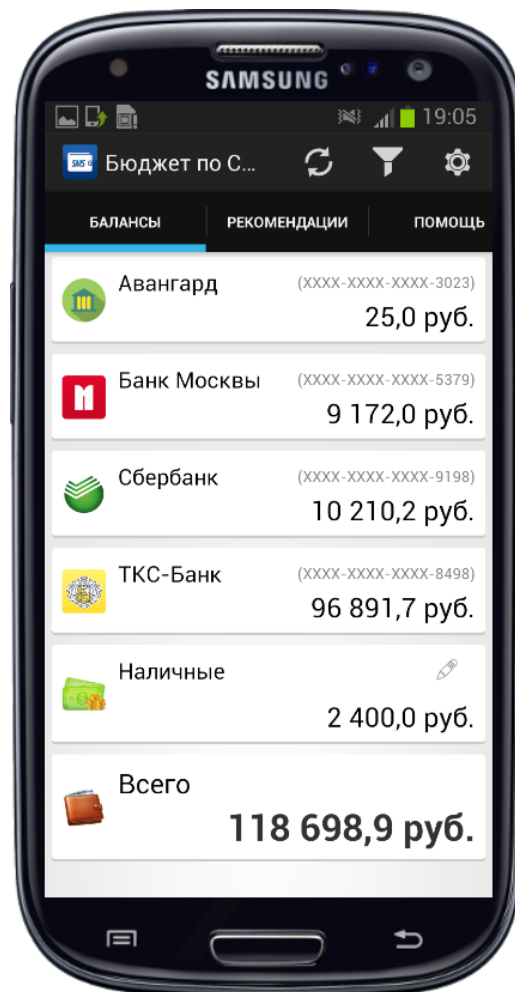 SAMSUNG
19:05
SMS
Бюджет по С...
БАЛАНСЫ РЕКОМЕНДАЦИИ ПОМОЩЬ
Авангард (XXXX-XXXX-XXXX-3023)
25,0 руб.
Банк Москвы (XXXX-XXXX-XXXX-5379)
9 172,0 руб.
Сбербанк (XXXX-XXXX-XXXX-9198)
10 210,2 руб.
ТКС-Банк (XXXX-XXXX-XXXX-8498)
96 891,7 руб.
Наличные
2 400,0 руб.
Всего
118 698,9 руб.